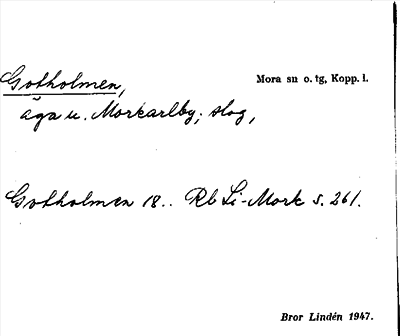 Gotholmen,
Mora sn o. tg, Kopp. l.
äga u. Morkarlby; slog,
Gotholmen 18.. Rb Li-Mork s. 261.
Bror Lindén 1947.